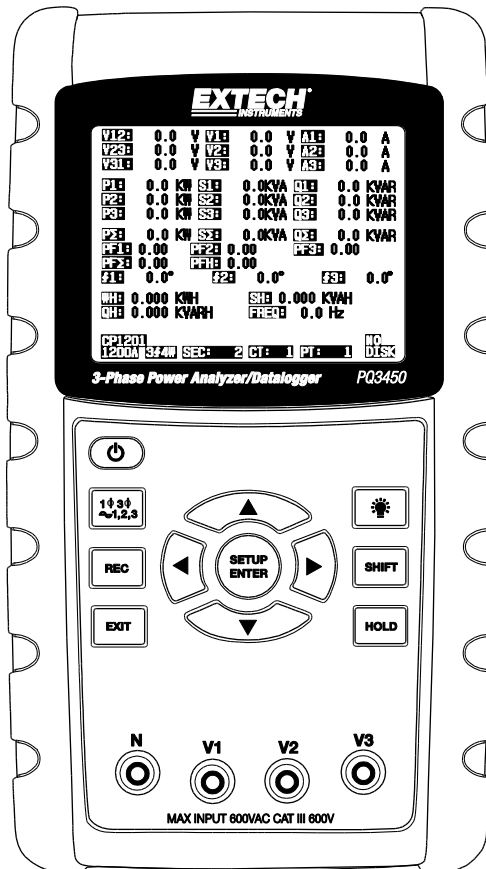 EXTECH
INSTRUMENTS
V12: 0.0 V V1: 0.0 V A1: 0.0 A
V23: 0.0 V V2: 0.0 V A2: 0.0 A
V31: 0.0 V V3: 0.0 V A3: 0.0 A
P1: 0.0 KW S1: 0.0KVA Q1: 0.0 KVAR
P2: 0.0 KW S2: 0.0KVA Q2: 0.0 KVAR
P3: 0.0 KW S3: 0.0KVA Q3: 0.0 KVAR
PΣ: 0.0 KW SΣ: 0.0KVA QΣ: 0.0 KVAR
PF1: 0.00 PF2: 0.00 PF3: 0.00
PFΣ: 0.00 PFH: 0.00
φ1: 0.0° φ2: 0.0° φ3: 0.0°
WH: 0.000 KWH SH: 0.000 KVAH
QH: 0.000 KVARH FREQ: 0.0 Hz
CP1201 NO
1200A 3φ4W SEC: 2 CT: 1 PT: 1 DISK
3-Phase Power Analyzer/Datalogger PQ3450
1φ 3φ
~1,2,3
REC
SETUP
ENTER
SHIFT
EXIT
HOLD
N V1 V2 V3
MAX INPUT 600VAC CAT III 600V